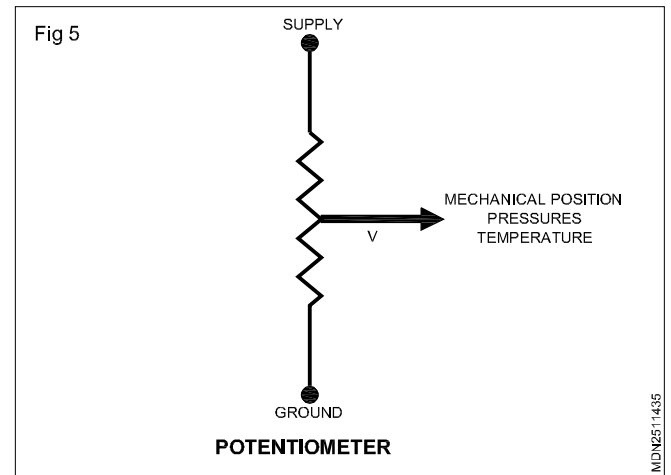 Fig 5
SUPPLY
MECHANICAL POSITION
PRESSURES
TEMPERATURE
V
GROUND
POTENTIOMETER
MDN2511435